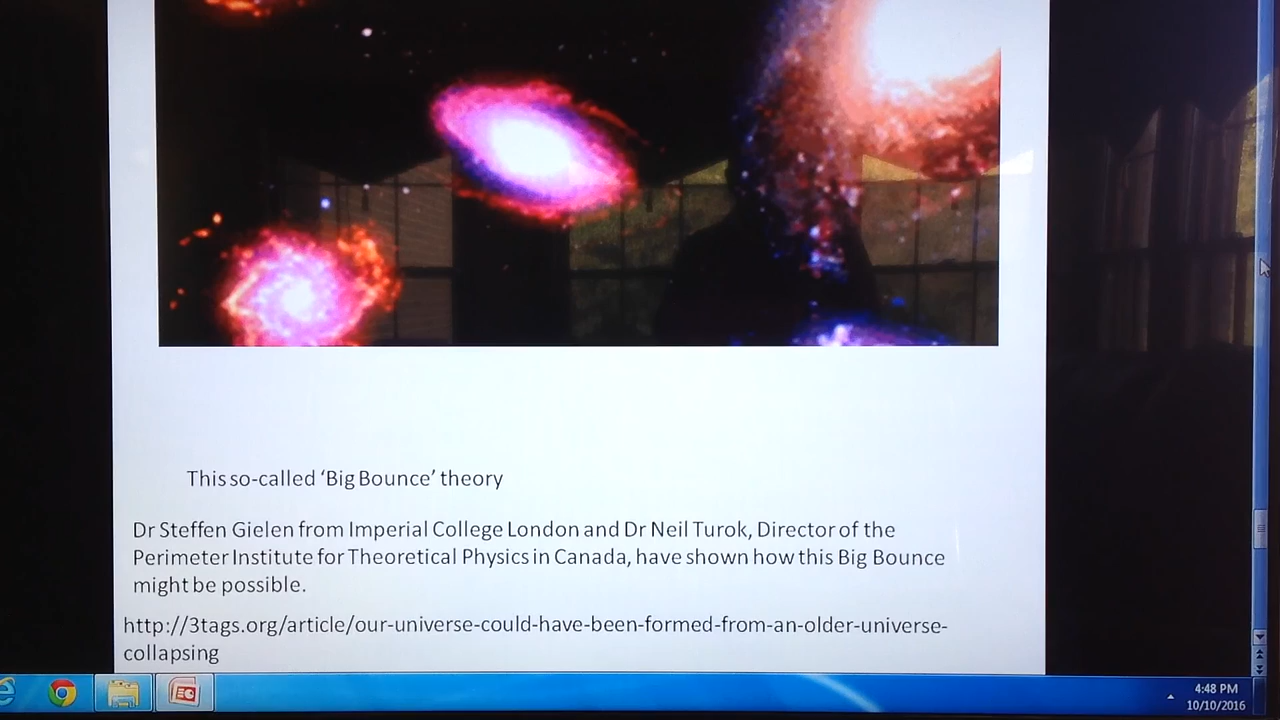 This so-called ‘Big Bounce’ theory
Dr Steffen Gielen from Imperial College London and Dr Neil Turok, Director of the
Perimeter Institute for Theoretical Physics in Canada, have shown how this Big Bounce
might be possible.
http://3tags.org/article/our-universe-could-have-been-formed-from-an-older-universe-
collapsing
4:48 PM
10/10/2016